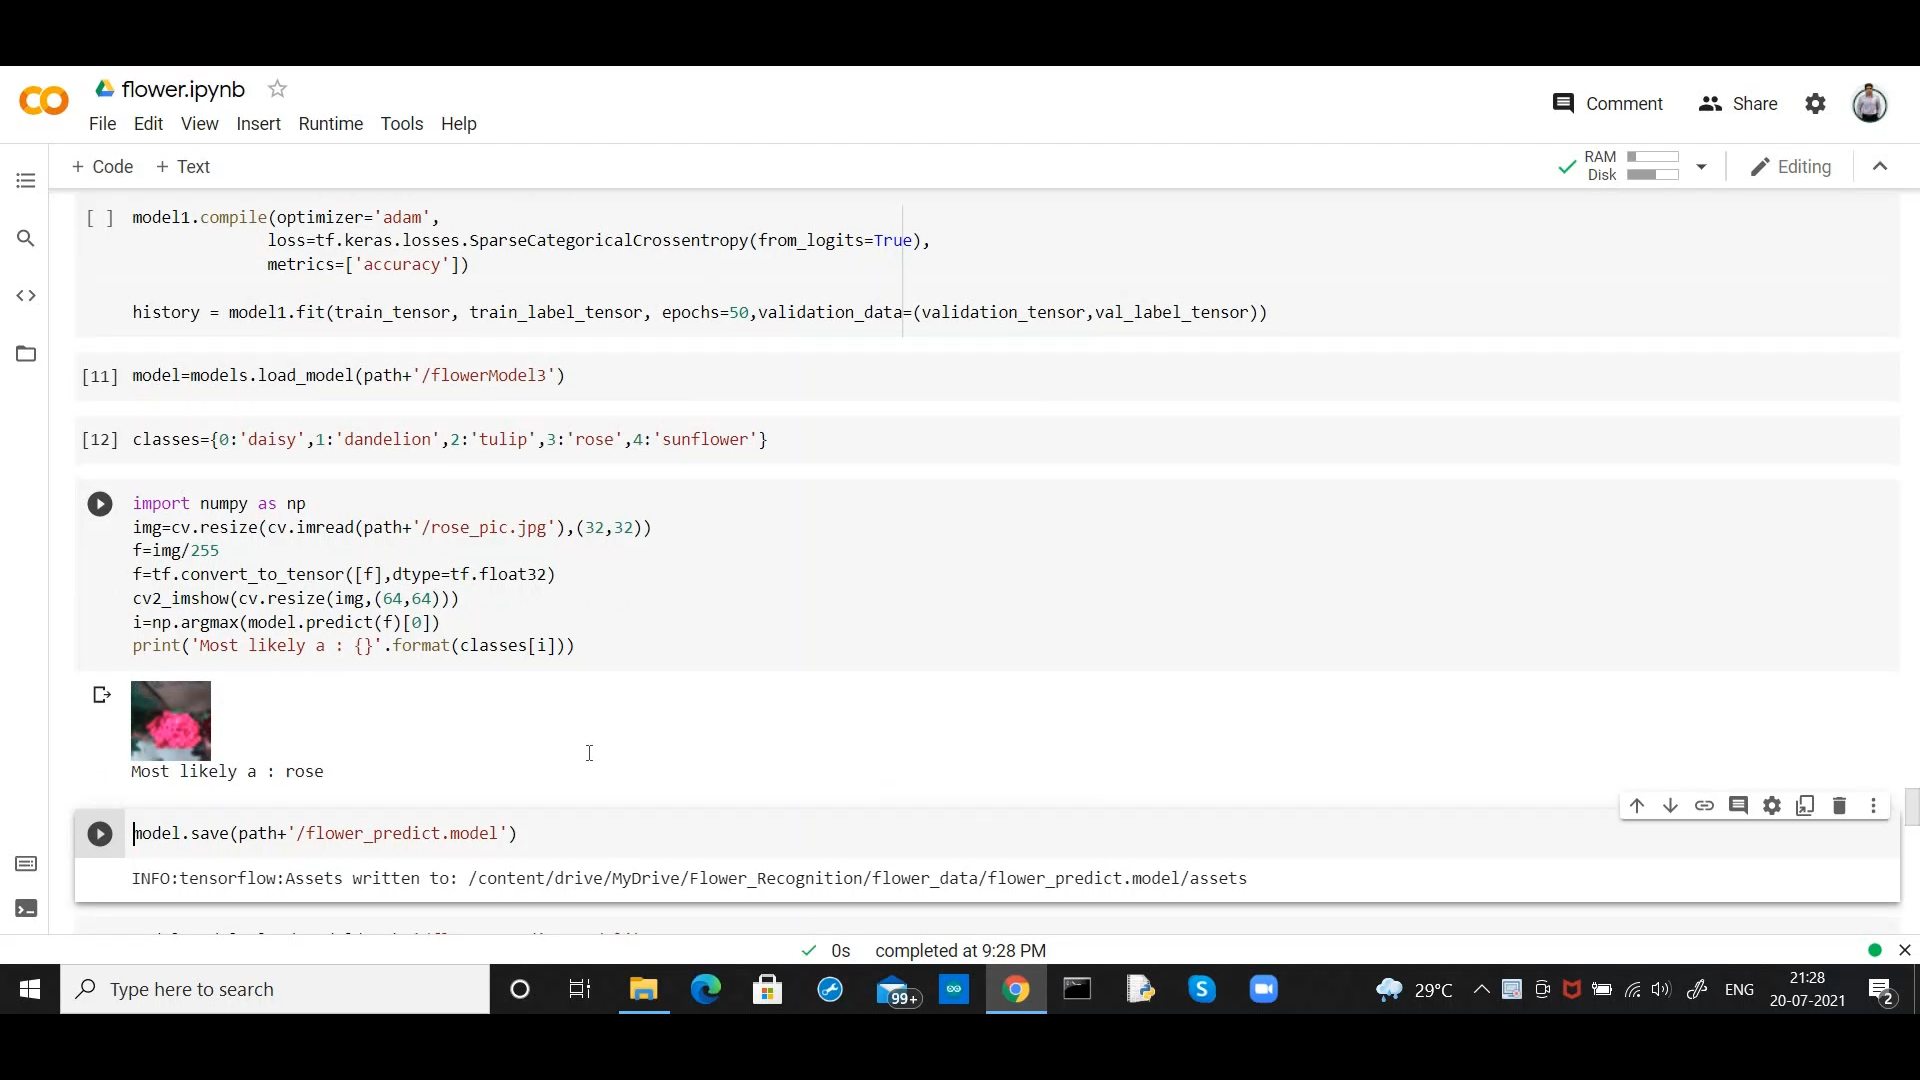 flower.ipynb
Comment
Share
File Edit View Insert Runtime Tools Help
+ Code + Text
RAM
Disk
Editing
[ ] model1.compile(optimizer='adam',
loss=tf.keras.losses.SparseCategoricalCrossentropy(from_logits=True),
metrics=['accuracy'])
history = model1.fit(train_tensor, train_label_tensor, epochs=50,validation_data=(validation_tensor,val_label_tensor))
[11] model=models.load_model(path+'/flowerModel3')
[12] classes={0:'daisy',1:'dandelion',2:'tulip',3:'rose',4:'sunflower'}
import numpy as np
img=cv.resize(cv.imread(path+'/rose_pic.jpg'),(32,32))
f=img/255
f=tf.convert_to_tensor([f],dtype=tf.float32)
cv2_imshow(cv.resize(img,(64,64)))
i=np.argmax(model.predict(f)[0])
print('Most likely a : {}'.format(classes[i]))
Most likely a : rose
model.save(path+'/flower_predict.model')
INFO:tensorflow:Assets written to: /content/drive/MyDrive/Flower_Recognition/flower_data/flower_predict.model/assets
0s completed at 9:28 PM
Type here to search
99+
29°C
ENG
21:28
20-07-2021
2